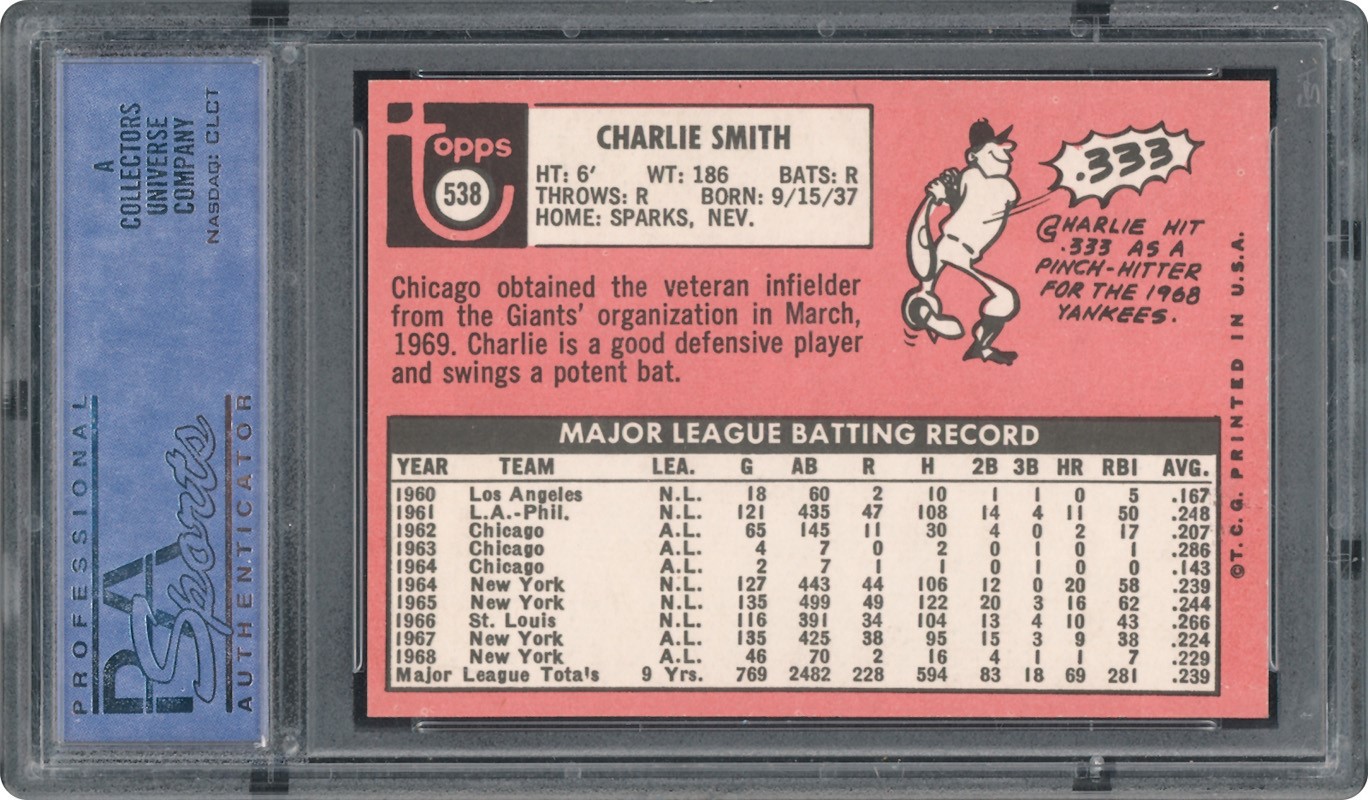 A
COLLECTORS
UNIVERSE
COMPANY
NASDAQ: CLCT
PROFESSIONAL
PSA
Sports
AUTHENTICATOR
Topps
538
CHARLIE SMITH
HT: 6' WT: 186 BATS: R
THROWS: R BORN: 9/15/37
HOME: SPARKS, NEV.
.333
CHARLIE HIT
.333 AS A
PINCH-HITTER
FOR THE 1968
YANKEES.
Chicago obtained the veteran infielder
from the Giants' organization in March,
1969. Charlie is a good defensive player
and swings a potent bat.
MAJOR LEAGUE BATTING RECORD
YEAR TEAM LEA. G AB R H 2B 3B HR RBI AVG.
1960 Los Angeles N.L. 18 60 2 10 1 1 0 5 .167
1961 L.A.-Phil. N.L. 121 435 47 108 14 4 11 50 .248
1962 Chicago A.L. 65 145 11 30 4 0 2 17 .207
1963 Chicago A.L. 4 7 0 2 0 1 0 1 .286
1964 Chicago A.L. 2 7 1 1 0 1 0 0 .143
1964 New York N.L. 127 443 44 106 12 0 20 58 .239
1965 New York N.L. 135 499 49 122 20 3 16 62 .244
1966 St. Louis N.L. 116 391 34 104 13 4 10 43 .266
1967 New York A.L. 135 425 38 95 15 3 9 38 .224
1968 New York A.L. 46 70 2 16 4 1 1 7 .229
Major League Totals 9 Yrs. 769 2482 228 594 83 18 69 281 .239
©T.C.G. PRINTED IN U.S.A.